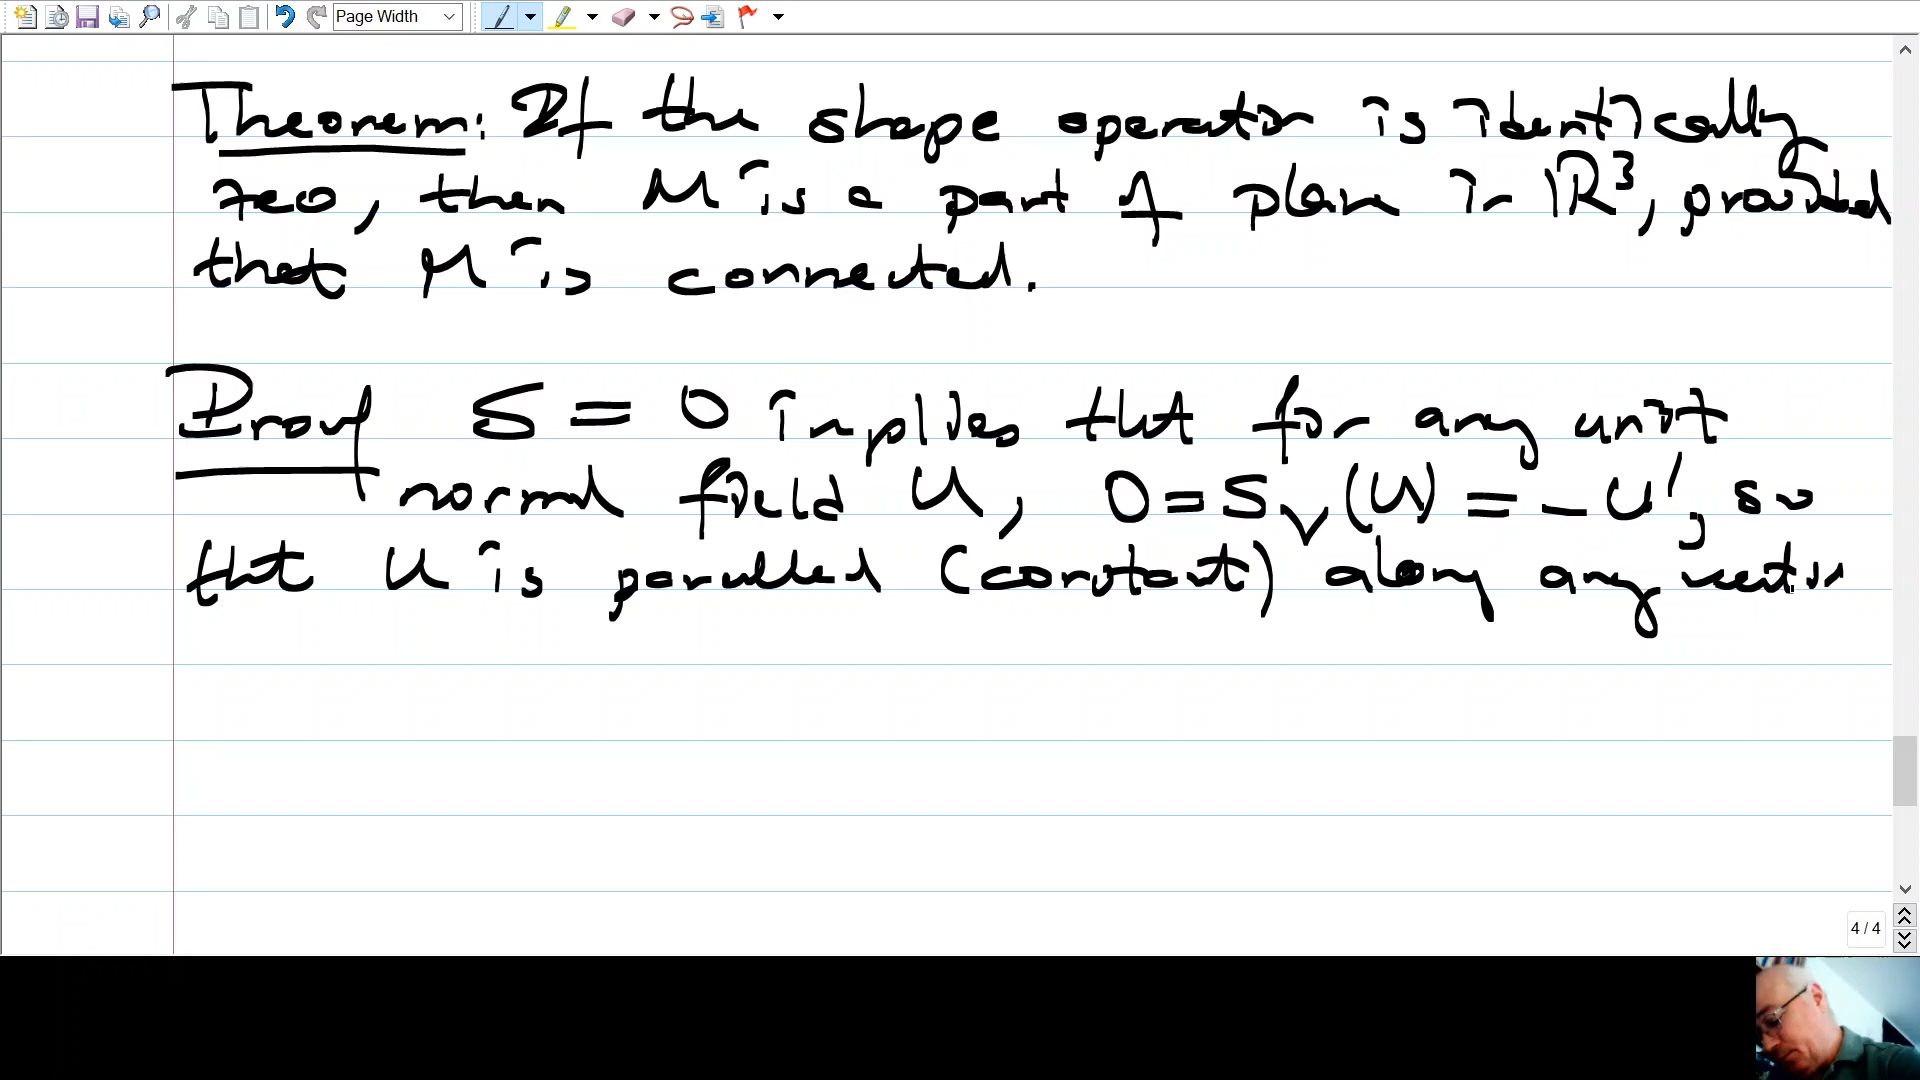 Page Width
Theorem: If the shape operator is identically
zero, then M is a part of plane in ℝ³, provided
that M is connected.
Proof S = 0 implies that for any unit
normal field U, 0 = S_v(U) = -U', so
that U is parallel (constant) along any vector
4 / 4